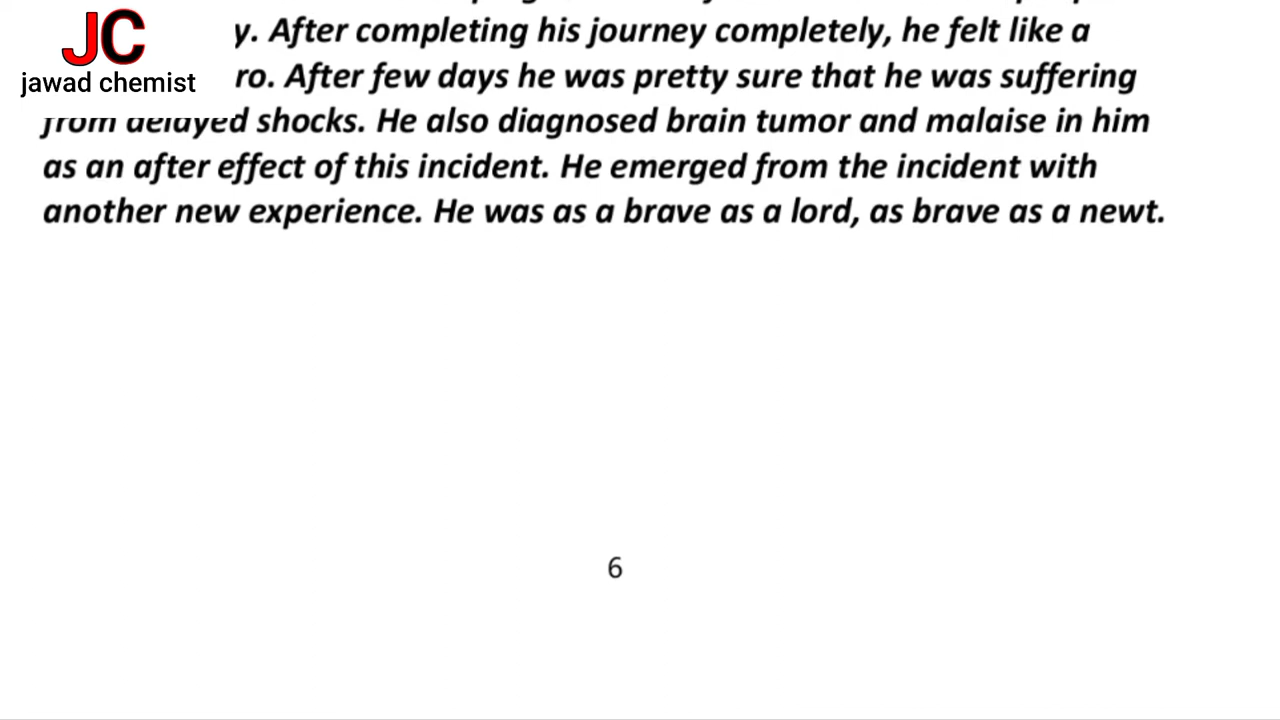 JC
jawad chemist
y. After completing his journey completely, he felt like a
ro. After few days he was pretty sure that he was suffering
from delayed shocks. He also diagnosed brain tumor and malaise in him
as an after effect of this incident. He emerged from the incident with
another new experience. He was as a brave as a lord, as brave as a newt.
6